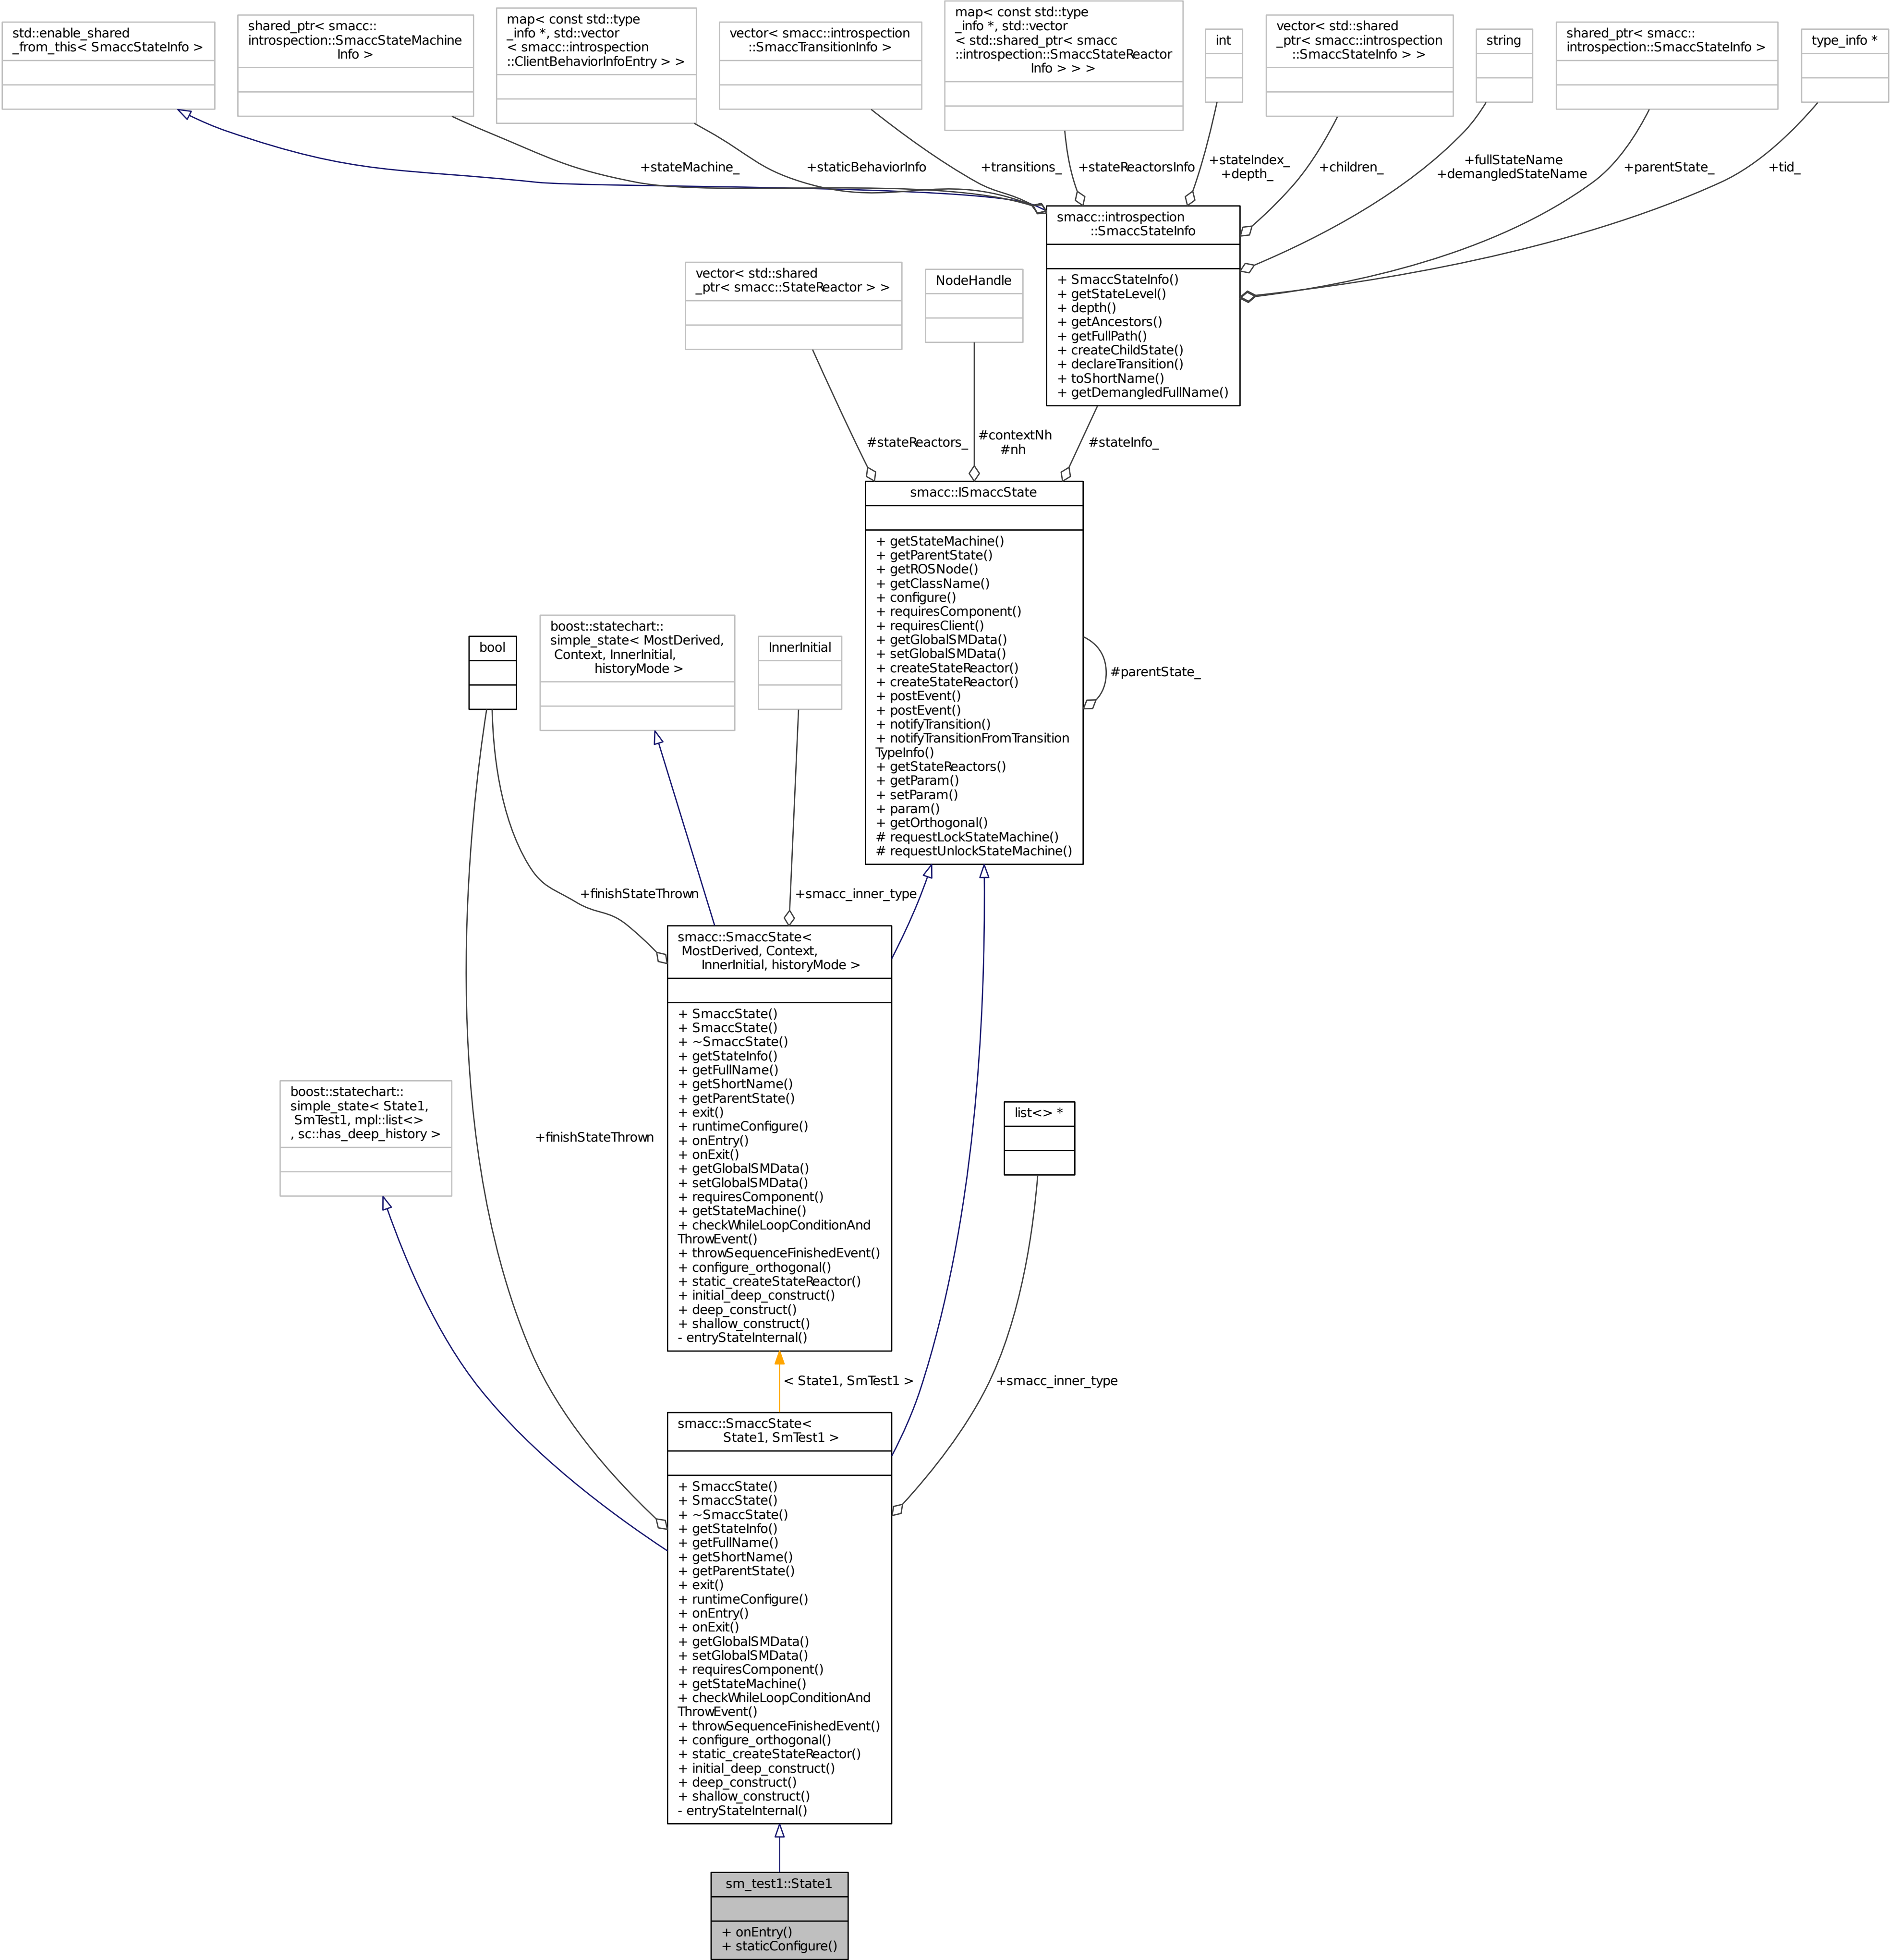 std::enable_shared
_from_this< SmaccStateInfo >
shared_ptr< smacc::
introspection::SmaccStateMachine
Info >
map< const std::type
_info *, std::vector
< smacc::introspection
::ClientBehaviorInfoEntry > >
vector< smacc::introspection
::SmaccTransitionInfo >
map< const std::type
_info *, std::vector
< std::shared_ptr< smacc
::introspection::SmaccStateReactor
Info > > >
int
vector< std::shared
_ptr< smacc::introspection
::SmaccStateInfo > >
string
shared_ptr< smacc::
introspection::SmaccStateInfo >
type_info *
+stateMachine_
+staticBehaviorInfo
+transitions_
+stateReactorsInfo
+stateIndex_
+depth_
+children_
+fullStateName
+demangledStateName
+parentState_
+tid_
smacc::introspection
::SmaccStateInfo
+ SmaccStateInfo()
+ getStateLevel()
+ depth()
+ getAncestors()
+ getFullPath()
+ createChildState()
+ declareTransition()
+ toShortName()
+ getDemangledFullName()
vector< std::shared
_ptr< smacc::StateReactor > >
NodeHandle
#stateReactors_
#contextNh
#nh
#stateInfo_
smacc::ISmaccState
+ getStateMachine()
+ getParentState()
+ getROSNode()
+ getClassName()
+ configure()
+ requiresComponent()
+ requiresClient()
+ getGlobalSMData()
+ setGlobalSMData()
+ createStateReactor()
+ createStateReactor()
+ postEvent()
+ postEvent()
+ notifyTransition()
+ notifyTransitionFromTransition
TypeInfo()
+ getStateReactors()
+ getParam()
+ setParam()
+ param()
+ getOrthogonal()
# requestLockStateMachine()
# requestUnlockStateMachine()
#parentState_
bool
boost::statechart::
simple_state< MostDerived,
Context, InnerInitial,
historyMode >
InnerInitial
+finishStateThrown
+smacc_inner_type
smacc::SmaccState<
MostDerived, Context,
InnerInitial, historyMode >
+ SmaccState()
+ SmaccState()
+ ~SmaccState()
+ getStateInfo()
+ getFullName()
+ getShortName()
+ getParentState()
+ exit()
+ runtimeConfigure()
+ onEntry()
+ onExit()
+ getGlobalSMData()
+ setGlobalSMData()
+ requiresComponent()
+ getStateMachine()
+ checkWhileLoopConditionAnd
ThrowEvent()
+ throwSequenceFinishedEvent()
+ configure_orthogonal()
+ static_createStateReactor()
+ initial_deep_construct()
+ deep_construct()
+ shallow_construct()
- entryStateInternal()
boost::statechart::
simple_state< State1,
SmTest1, mpl::list<>
, sc::has_deep_history >
+finishStateThrown
list<> *
< State1, SmTest1 >
+smacc_inner_type
smacc::SmaccState<
State1, SmTest1 >
+ SmaccState()
+ SmaccState()
+ ~SmaccState()
+ getStateInfo()
+ getFullName()
+ getShortName()
+ getParentState()
+ exit()
+ runtimeConfigure()
+ onEntry()
+ onExit()
+ getGlobalSMData()
+ setGlobalSMData()
+ requiresComponent()
+ getStateMachine()
+ checkWhileLoopConditionAnd
ThrowEvent()
+ throwSequenceFinishedEvent()
+ configure_orthogonal()
+ static_createStateReactor()
+ initial_deep_construct()
+ deep_construct()
+ shallow_construct()
- entryStateInternal()
sm_test1::State1
+ onEntry()
+ staticConfigure()